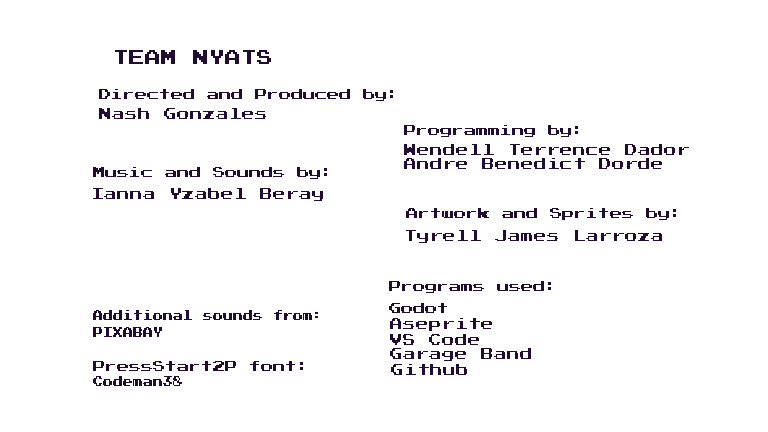 TEAM NYATS
Directed and Produced by:
Nash Gonzales
Programming by:
Wendell Terrence Dador
Andre Benedict Dorde
Music and Sounds by:
Ianna Yzabel Beray
Artwork and Sprites by:
Tyrell James Larroza
Programs used:
Godot
Aseprite
VS Code
Garage Band
Github
Additional sounds from:
PIXABAY
PressStart2P font:
Codeman38